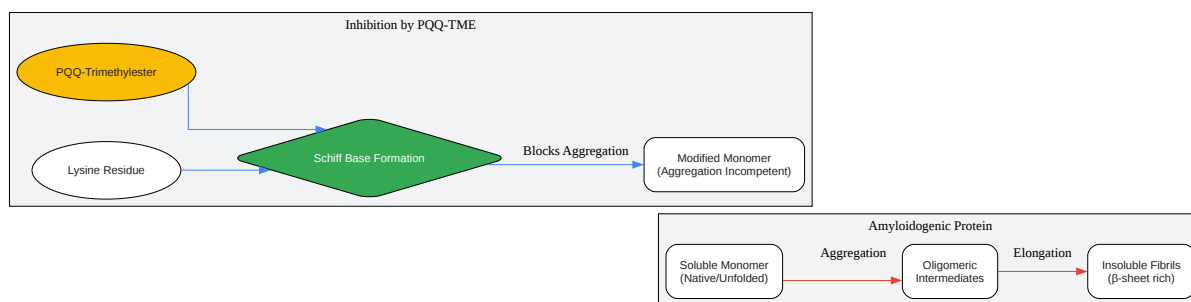 Inhibition by PQQ-TME
PQQ-Trimethylester
Lysine Residue
Schiff Base Formation
Blocks Aggregation
Modified Monomer
(Aggregation Incompetent)
Amyloidogenic Protein
Soluble Monomer
(Native/Unfolded)
Aggregation
Oligomeric
Intermediates
Elongation
Insoluble Fibrils
(β-sheet rich)